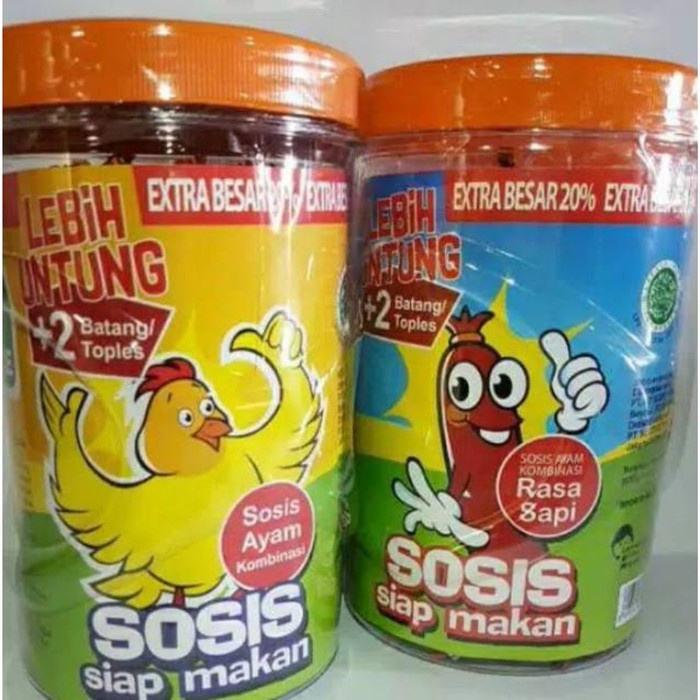 EXTRA BESAR
LEBiH
UNTUNG
+2 Batang/
Toples
Sosis
Ayam
Kombinasi
SOSIS
siap makan
EXTRA BESAR 20% EXTRA
LEBiH
UNTUNG
+2 Batang/
Toples
SOSIS AYAM
KOMBINASI
Rasa
Sapi
SOSIS
siap makan